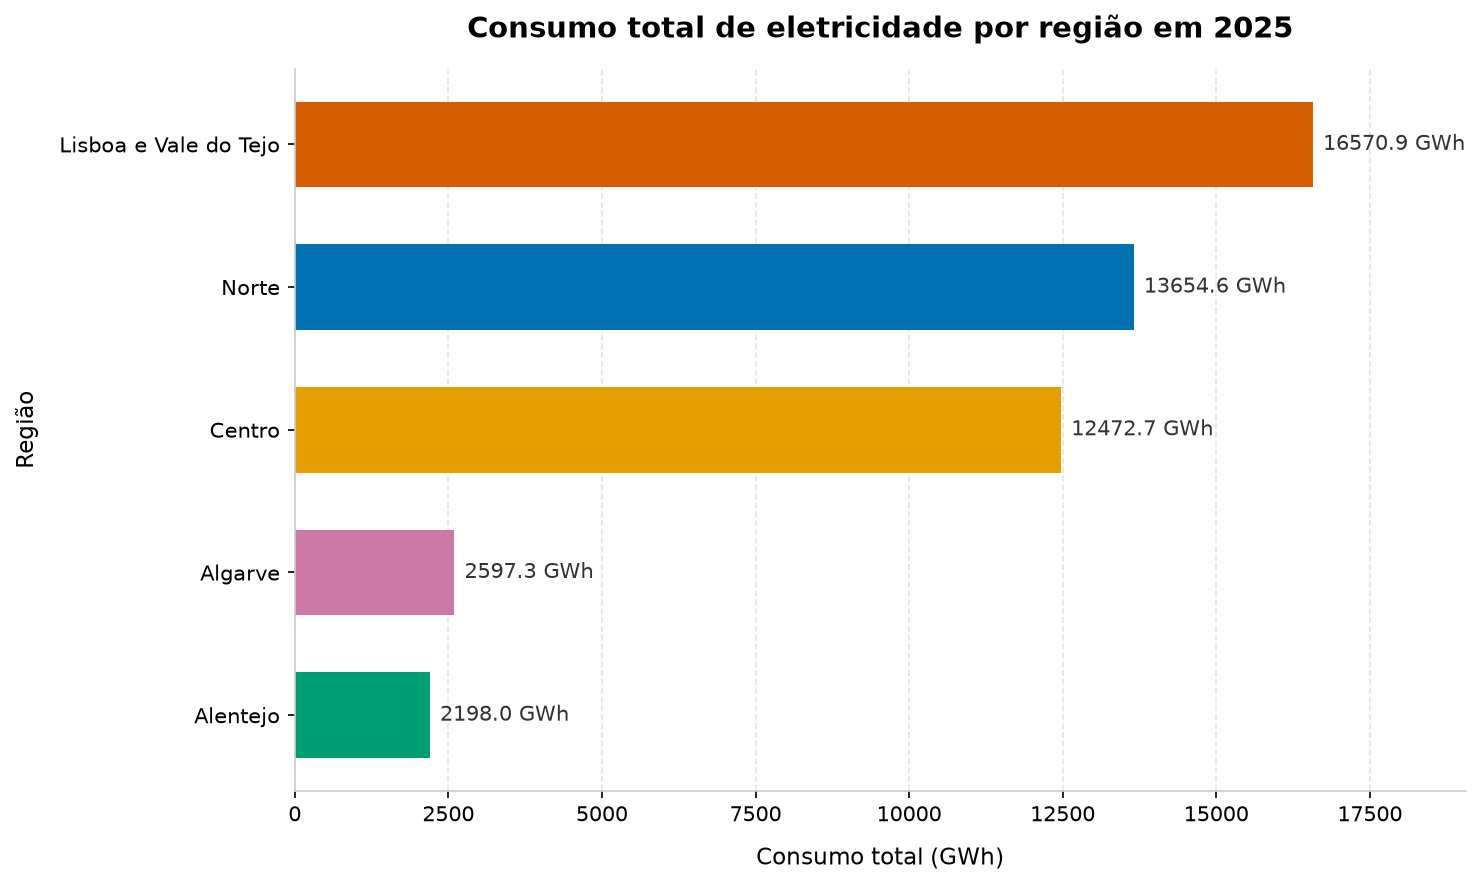 Consumo total de eletricidade por região em 2025
Região
Lisboa e Vale do Tejo
16570.9 GWh
Norte
13654.6 GWh
Centro
12472.7 GWh
Algarve
2597.3 GWh
Alentejo
2198.0 GWh
0 2500 5000 7500 10000 12500 15000 17500
Consumo total (GWh)